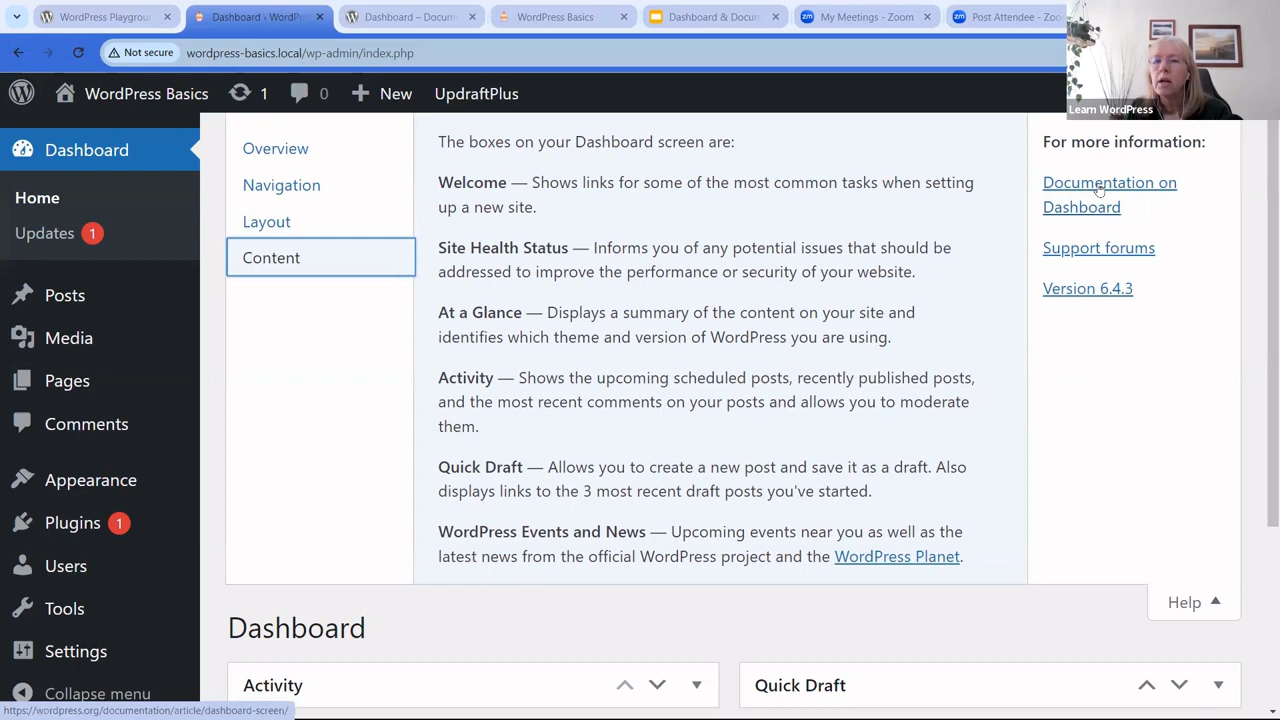 WordPress Playgrou
Dashboard ‹ WordPr
Dashboard – Docum
WordPress Basics
Dashboard & Docum
My Meetings - Zoom
Post Attendee - Zoo
Not secure
wordpress-basics.local/wp-admin/index.php
Learn WordPress
WordPress Basics
1
0
New
UpdraftPlus
Dashboard
Home
Updates 1
Posts
Media
Pages
Comments
Appearance
Plugins 1
Users
Tools
Settings
Collapse menu
Overview
Navigation
Layout
Content
The boxes on your Dashboard screen are:
Welcome — Shows links for some of the most common tasks when setting
up a new site.
Site Health Status — Informs you of any potential issues that should be
addressed to improve the performance or security of your website.
At a Glance — Displays a summary of the content on your site and
identifies which theme and version of WordPress you are using.
Activity — Shows the upcoming scheduled posts, recently published posts,
and the most recent comments on your posts and allows you to moderate
them.
Quick Draft — Allows you to create a new post and save it as a draft. Also
displays links to the 3 most recent draft posts you've started.
WordPress Events and News — Upcoming events near you as well as the
latest news from the official WordPress project and the WordPress Planet.
For more information:
Documentation on
Dashboard
Support forums
Version 6.4.3
Help
Dashboard
Activity
Quick Draft
https://wordpress.org/documentation/article/dashboard-screen/